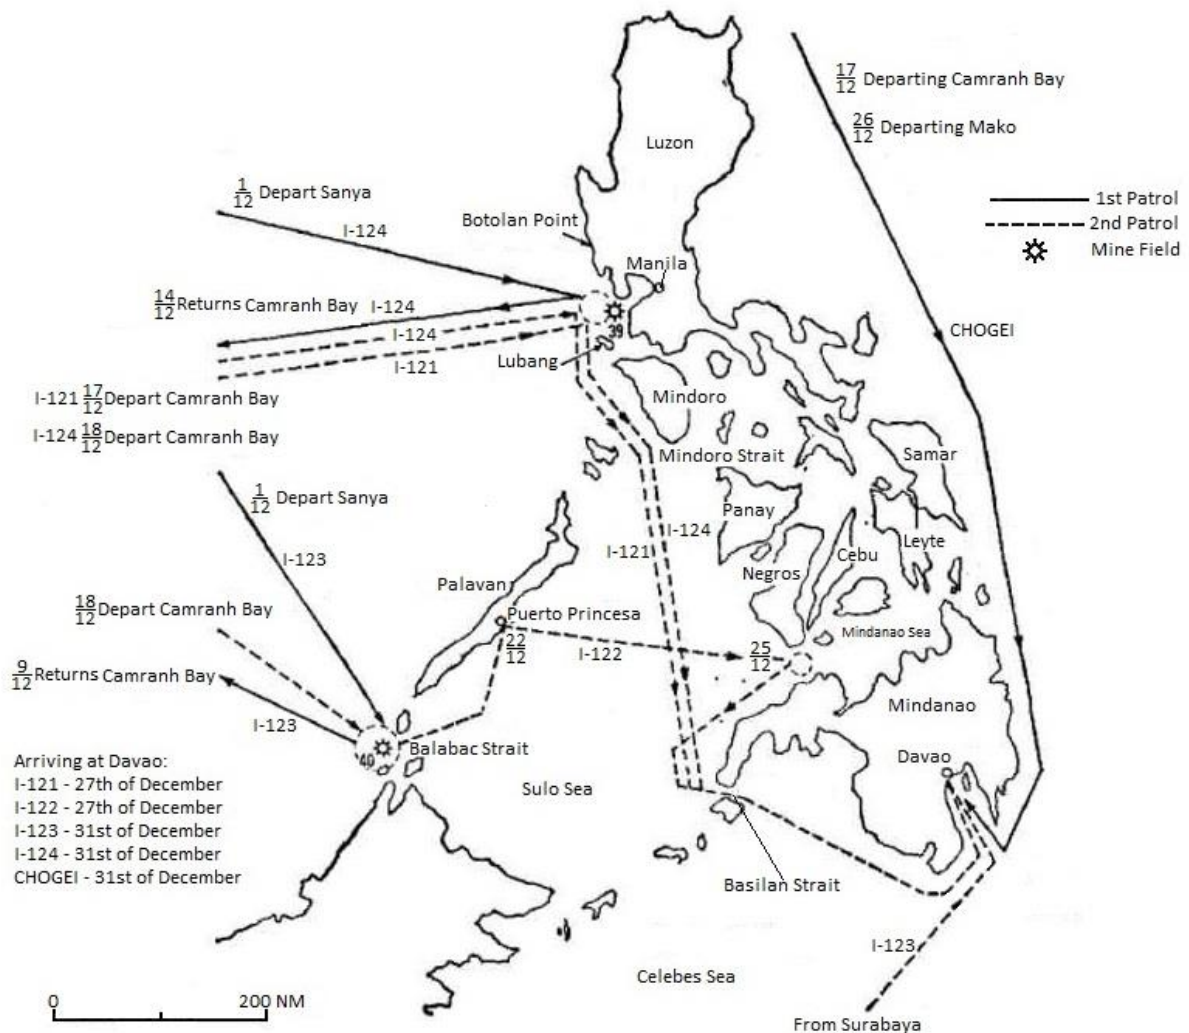 17/12 Departing Camranh Bay
26/12 Departing Mako
Luzon
1/12 Depart Sanya
I-124
Botolan Point
1st Patrol
2nd Patrol
Mine Field
Manila
14/12 Returns Camranh Bay
I-124
I-124
I-121
39
CHOGEI
Lubang
I-121 17/12 Depart Camranh Bay
I-124 18/12 Depart Camranh Bay
Mindoro
Mindoro Strait
Samar
1/12 Depart Sanya
Panay
I-124
I-121
I-123
Negros
Cebu
Leyte
Palavan
Puerto Princesa
18/12 Depart Camranh Bay
22/12
I-122
25/12
Mindanao Sea
9/12 Returns Camranh Bay
I-123
Mindanao
40
Balabac Strait
Davao
Arriving at Davao:
I-121 - 27th of December
I-122 - 27th of December
I-123 - 31st of December
I-124 - 31st of December
CHOGEI - 31st of December
Sulo Sea
Basilan Strait
I-123
Celebes Sea
0 200 NM
From Surabaya